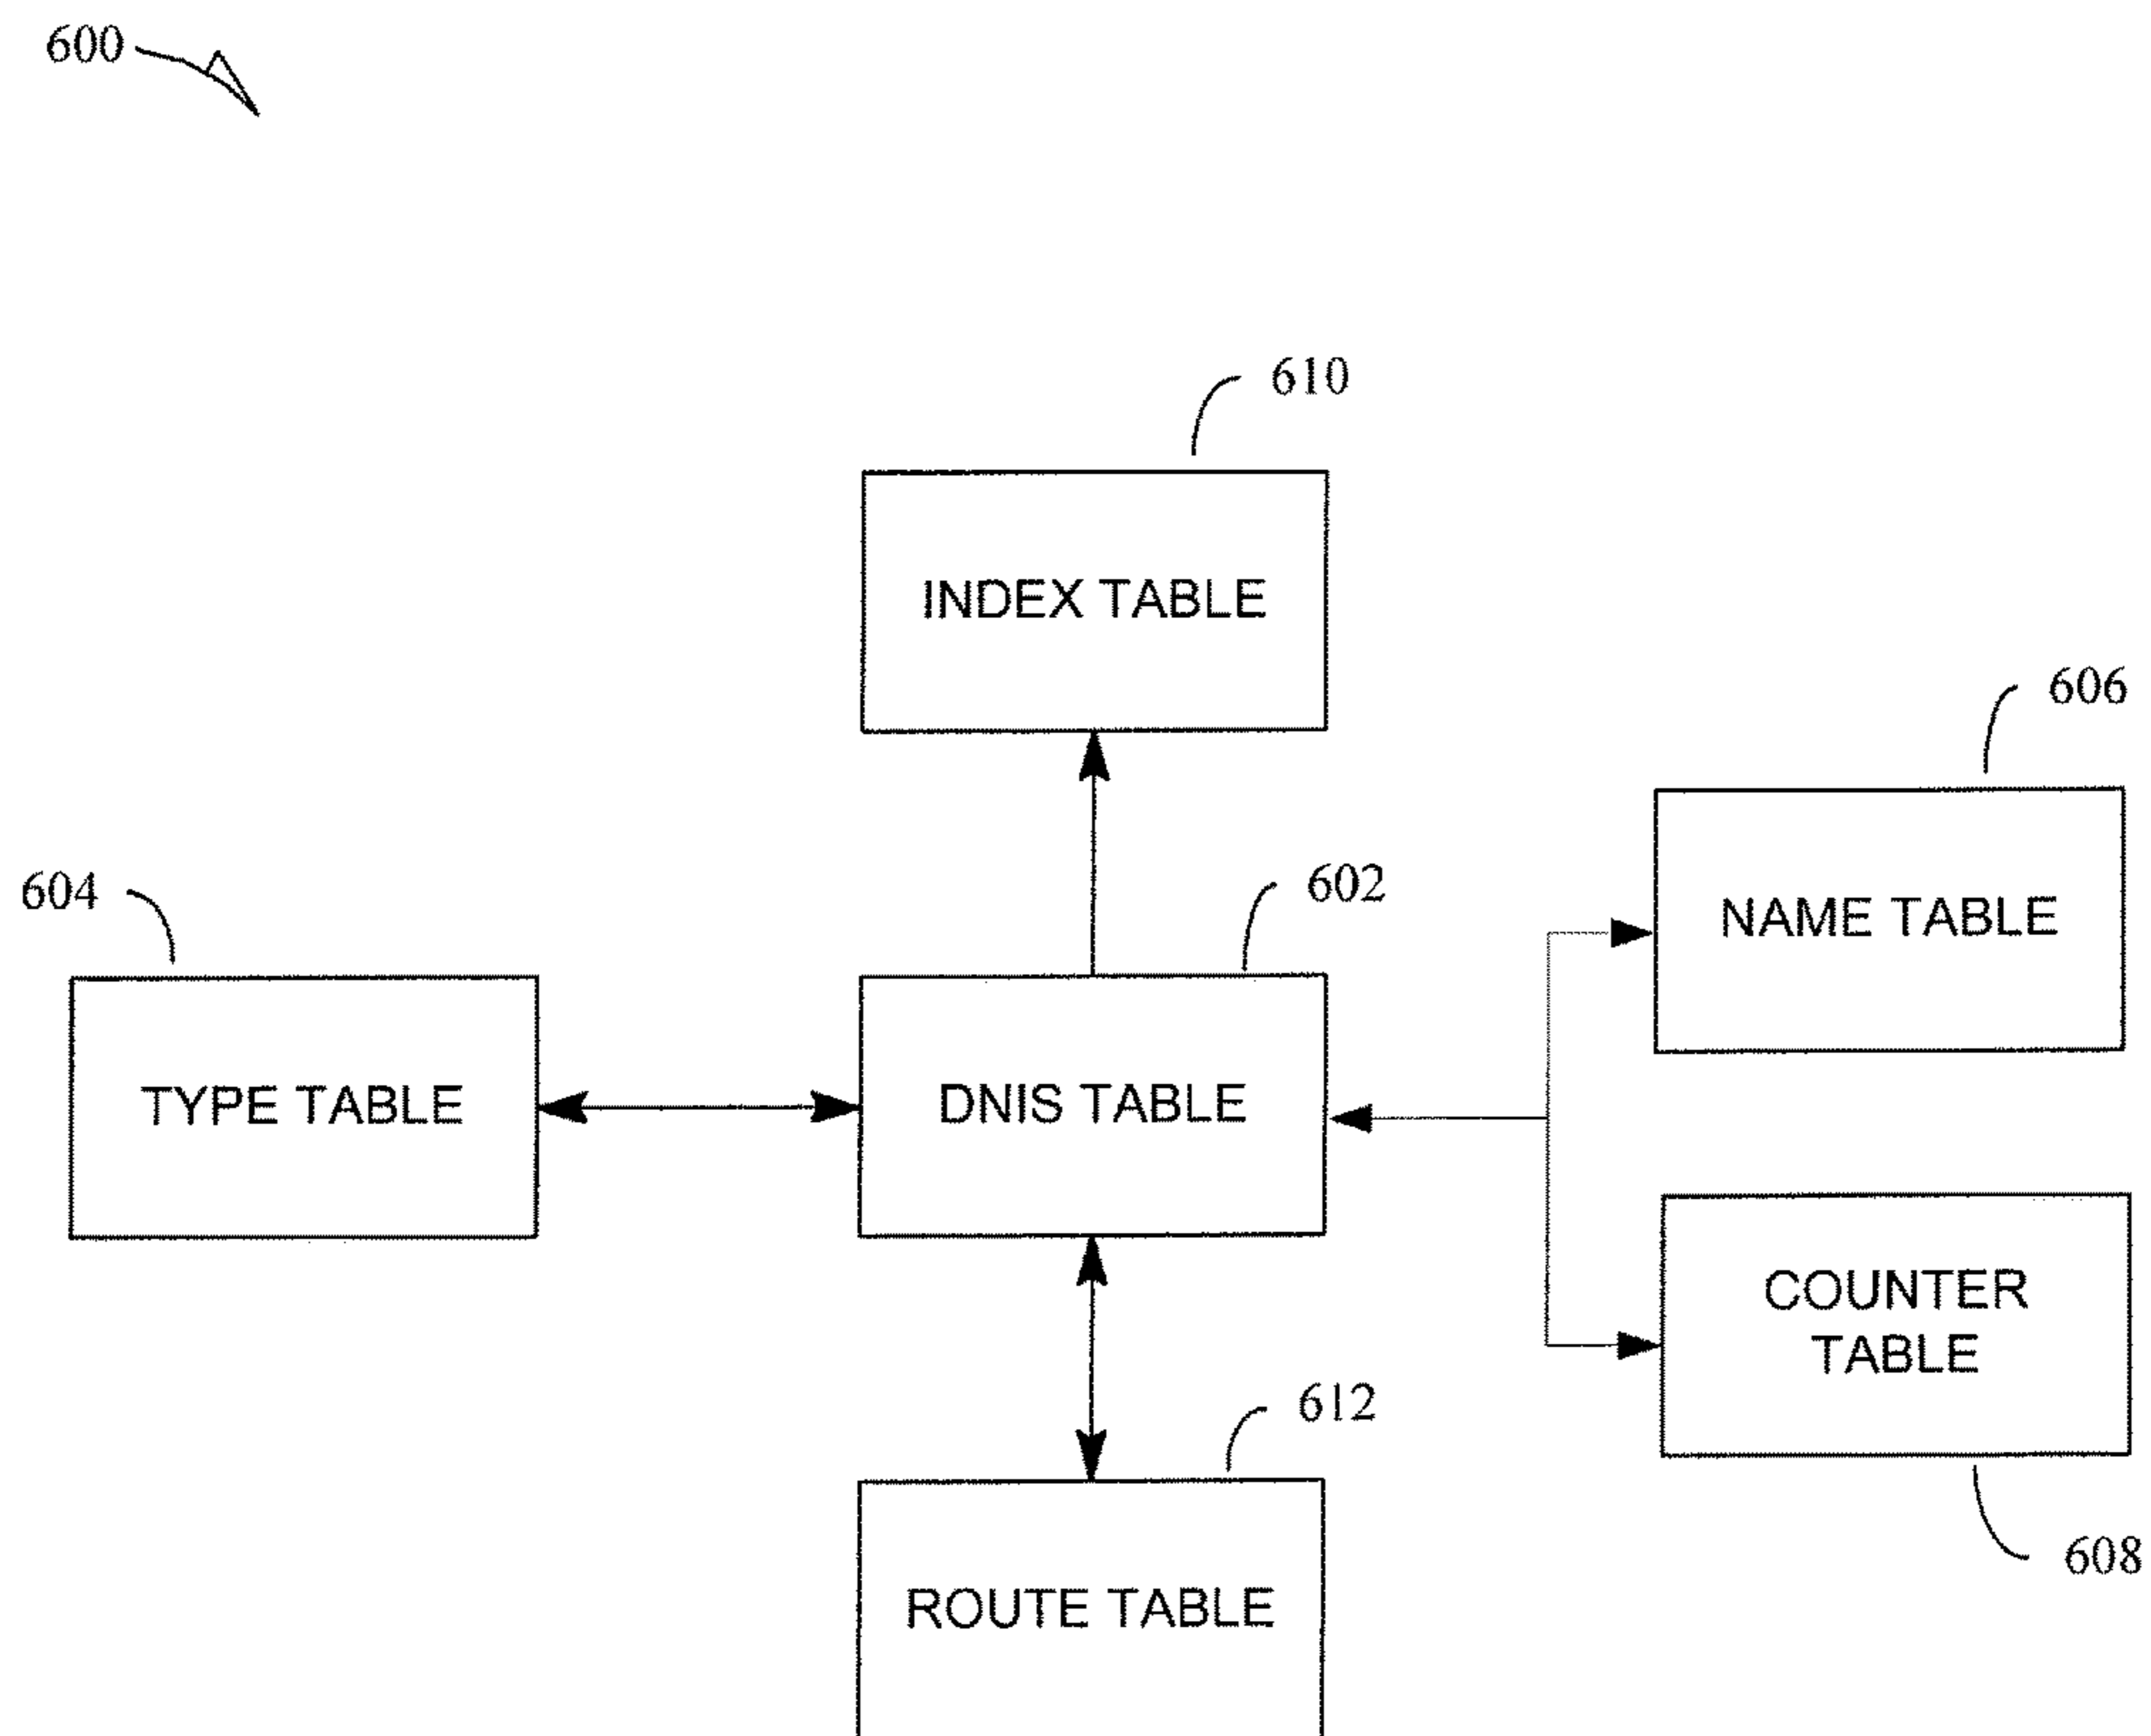 600
610
INDEX TABLE
606
NAME TABLE
604
602
TYPE TABLE
DNIS TABLE
COUNTER
TABLE
612
608
ROUTE TABLE